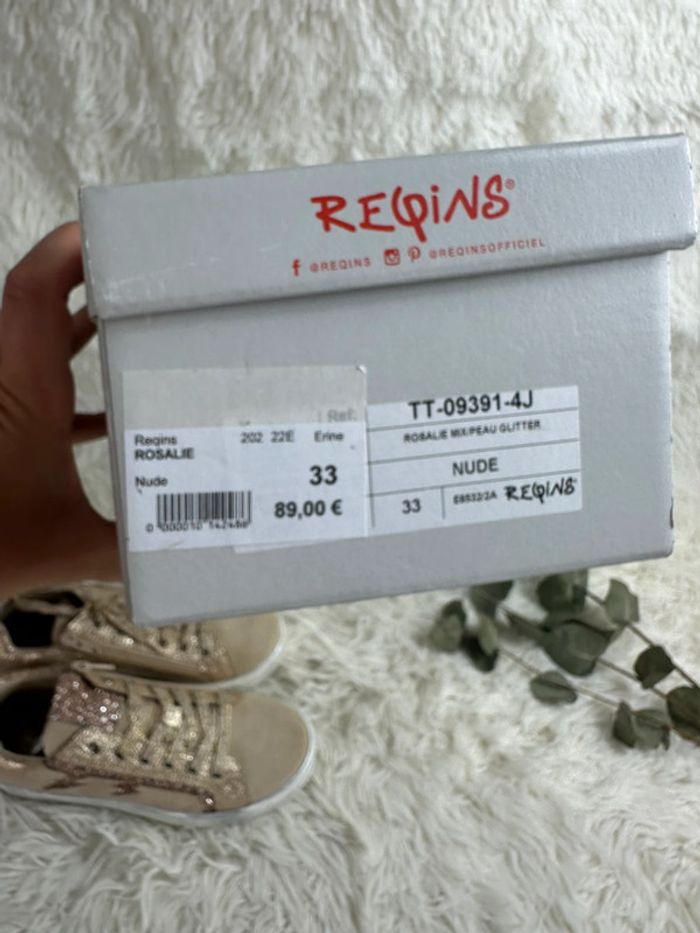 REQINS®
@REQINS @REQINSOFFICIEL
Ref:
Reqins 202 22E Erine
ROSALIE
Nude 33
89,00 €
TT-09391-4J
ROSALIE MIX/PEAU GLITTER
NUDE
33 REQINS